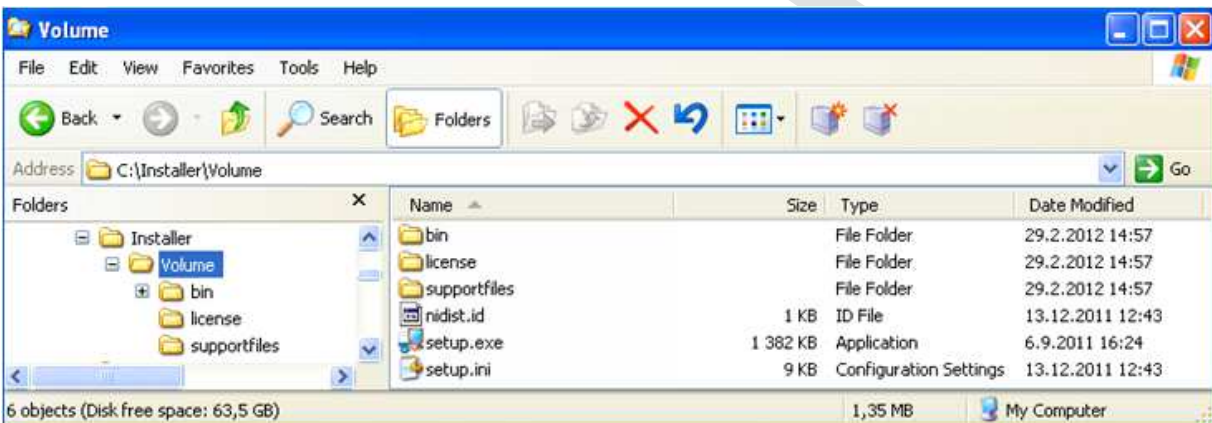 Volume
File Edit View Favorites Tools Help
Back Search Folders
Address C:\Installer\Volume Go
Folders
Installer
Volume
bin
license
supportfiles
Name Size Type Date Modified
bin File Folder 29.2.2012 14:57
license File Folder 29.2.2012 14:57
supportfiles File Folder 29.2.2012 14:57
nidist.id 1 KB ID File 13.12.2011 12:43
setup.exe 1 382 KB Application 6.9.2011 16:24
setup.ini 9 KB Configuration Settings 13.12.2011 12:43
6 objects (Disk free space: 63,5 GB) 1,35 MB My Computer